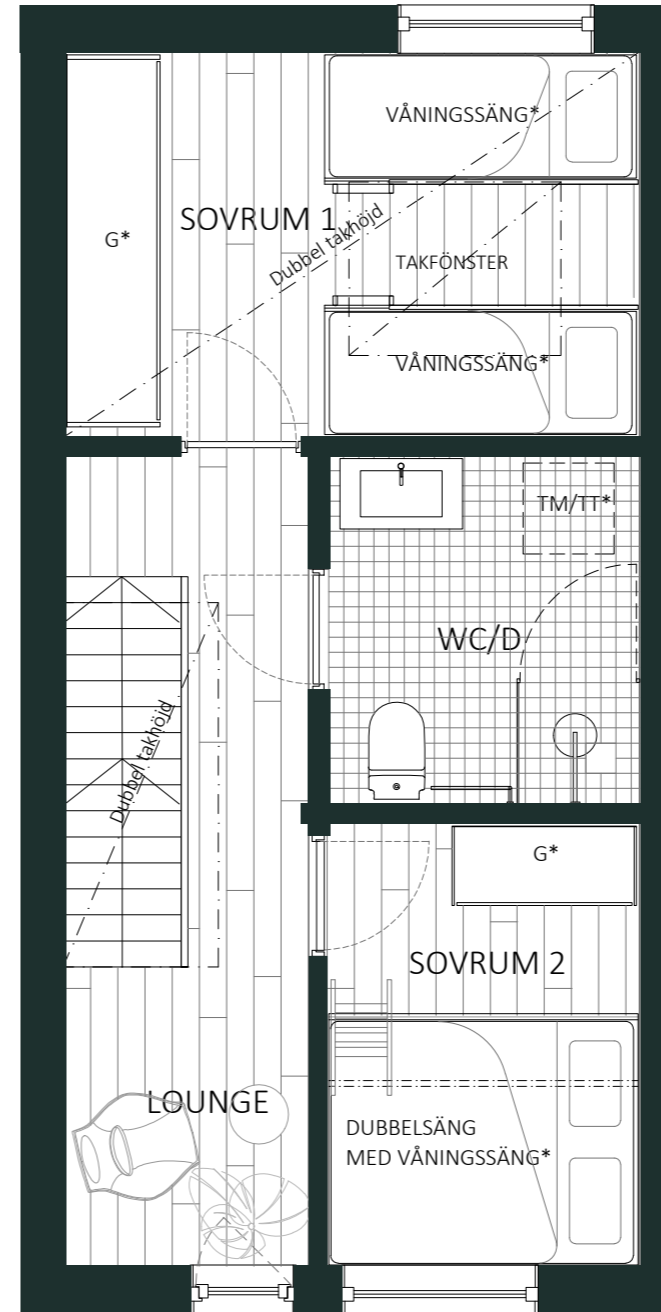 VÅNINGSSÄNG*
SOVRUM 1
G*
Dubbel takhöjd
TAKFÖNSTER
VÅNINGSSÄNG*
TM/TT*
WC/D
Dubbel takhöjd
G*
SOVRUM 2
LOUNGE
DUBBELSÄNG
MED VÅNINGSSÄNG*